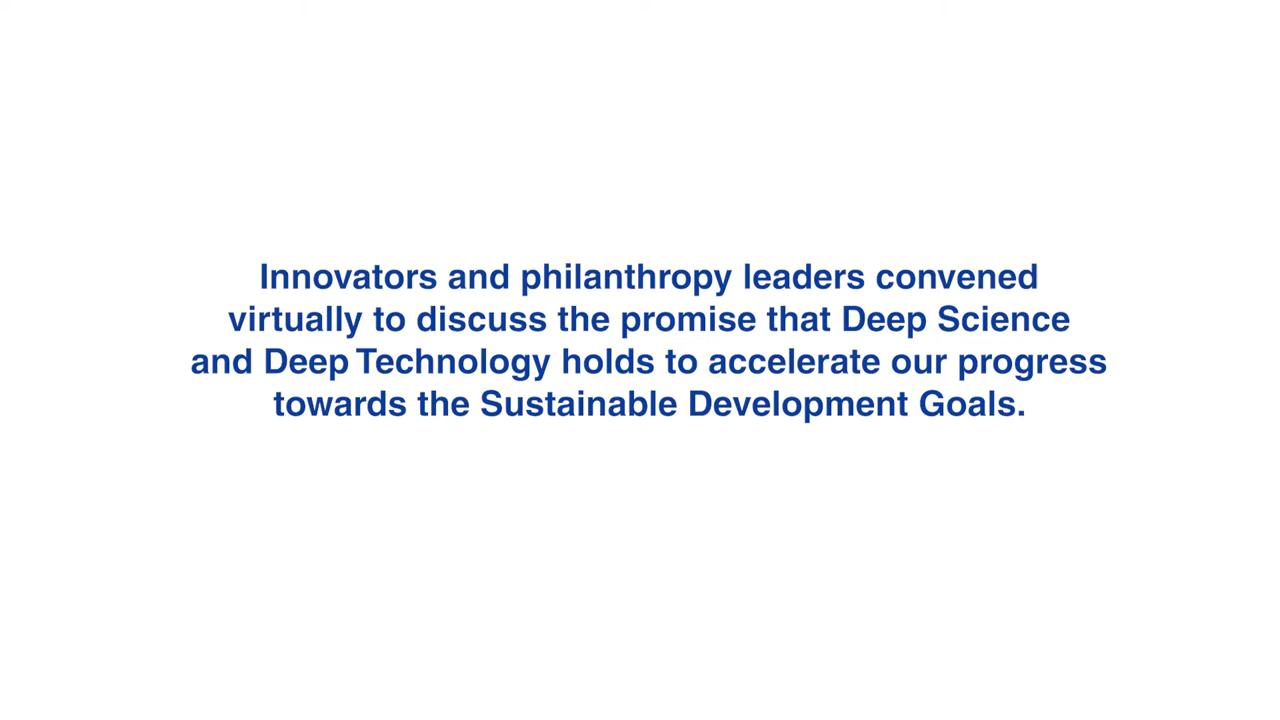 Innovators and philanthropy leaders convened
virtually to discuss the promise that Deep Science
and Deep Technology holds to accelerate our progress
towards the Sustainable Development Goals.